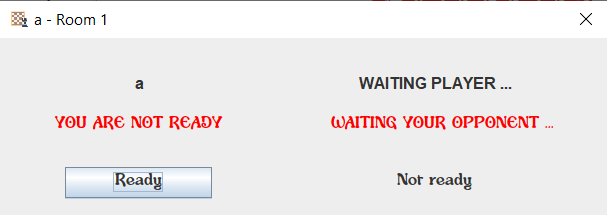 a - Room 1
a
WAITING PLAYER ...
YOU ARE NOT READY
WAITING YOUR OPPONENT ...
Ready
Not ready